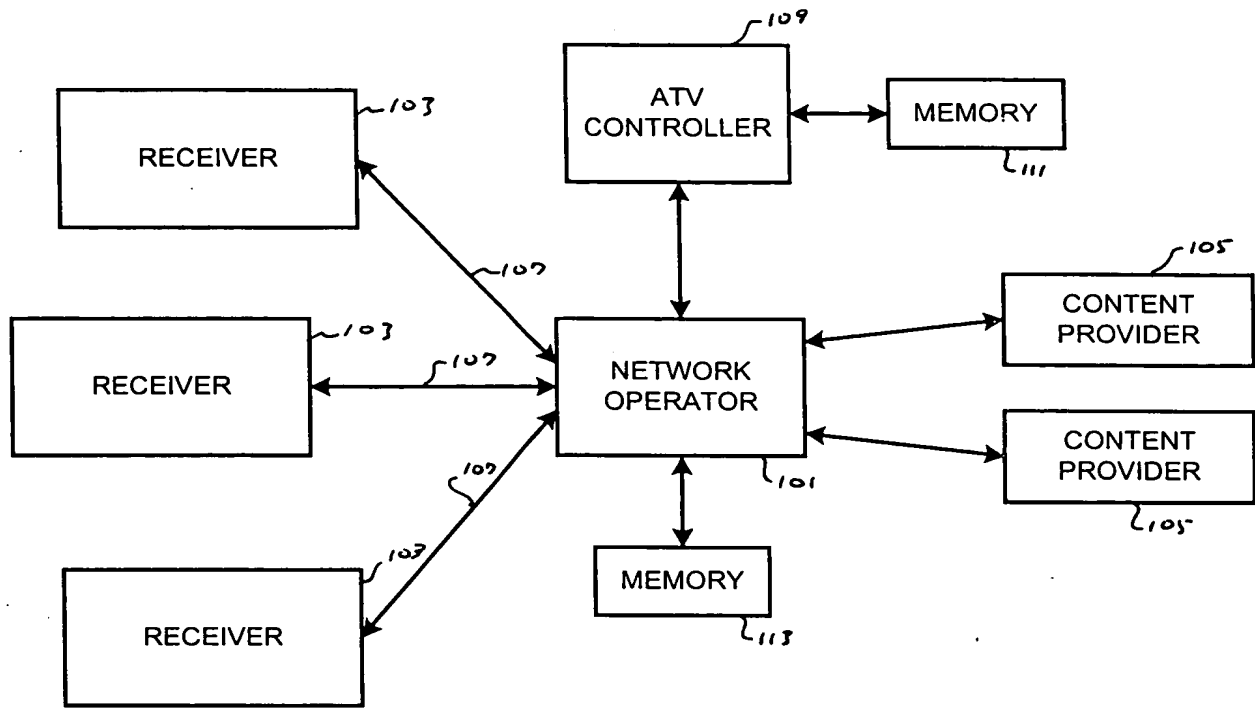 109
ATV
CONTROLLER
MEMORY
111
103
RECEIVER
107
105
CONTENT
PROVIDER
103
RECEIVER
107
NETWORK
OPERATOR
101
CONTENT
PROVIDER
105
107
103
RECEIVER
MEMORY
113